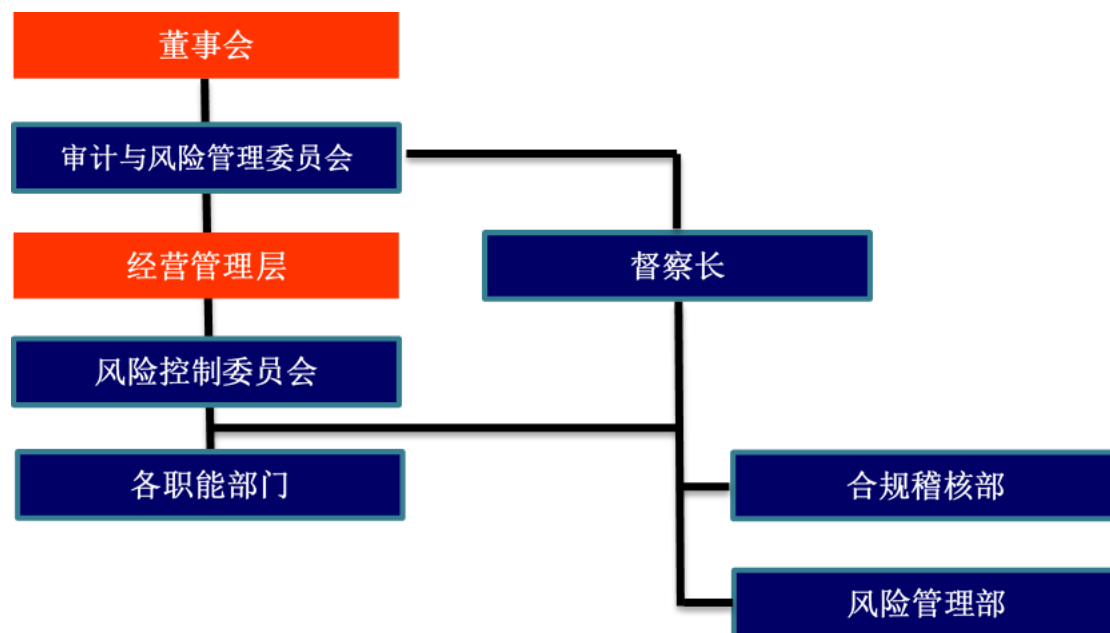 董事会
审计与风险管理委员会
经营管理层
督察长
风险控制委员会
各职能部门
合规稽核部
风险管理部